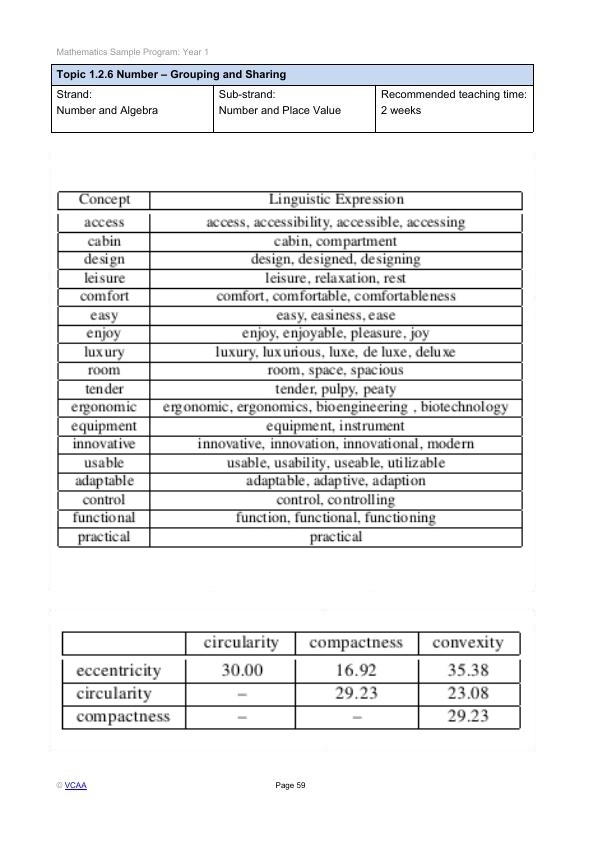 Mathematics Sample Program: Year 1
Topic 1.2.6 Number – Grouping and Sharing
Strand: Sub-strand: Recommended teaching time:
Number and Algebra Number and Place Value 2 weeks
Concept Linguistic Expression
access access, accessibility, accessible, accessing
cabin cabin, compartment
design design, designed, designing
leisure leisure, relaxation, rest
comfort comfort, comfortable, comfortableness
easy easy, easiness, ease
enjoy enjoy, enjoyable, pleasure, joy
luxury luxury, luxurious, luxe, de luxe, deluxe
room room, space, spacious
tender tender, pulpy, peaty
ergonomic ergonomic, ergonomics, bioengineering , biotechnology
equipment equipment, instrument
innovative innovative, innovation, innovational, modern
usable usable, usability, useable, utilizable
adaptable adaptable, adaptive, adaption
control control, controlling
functional function, functional, functioning
practical practical
circularity compactness convexity
eccentricity 30.00 16.92 35.38
circularity – 29.23 23.08
compactness – – 29.23
© VCAA Page 59